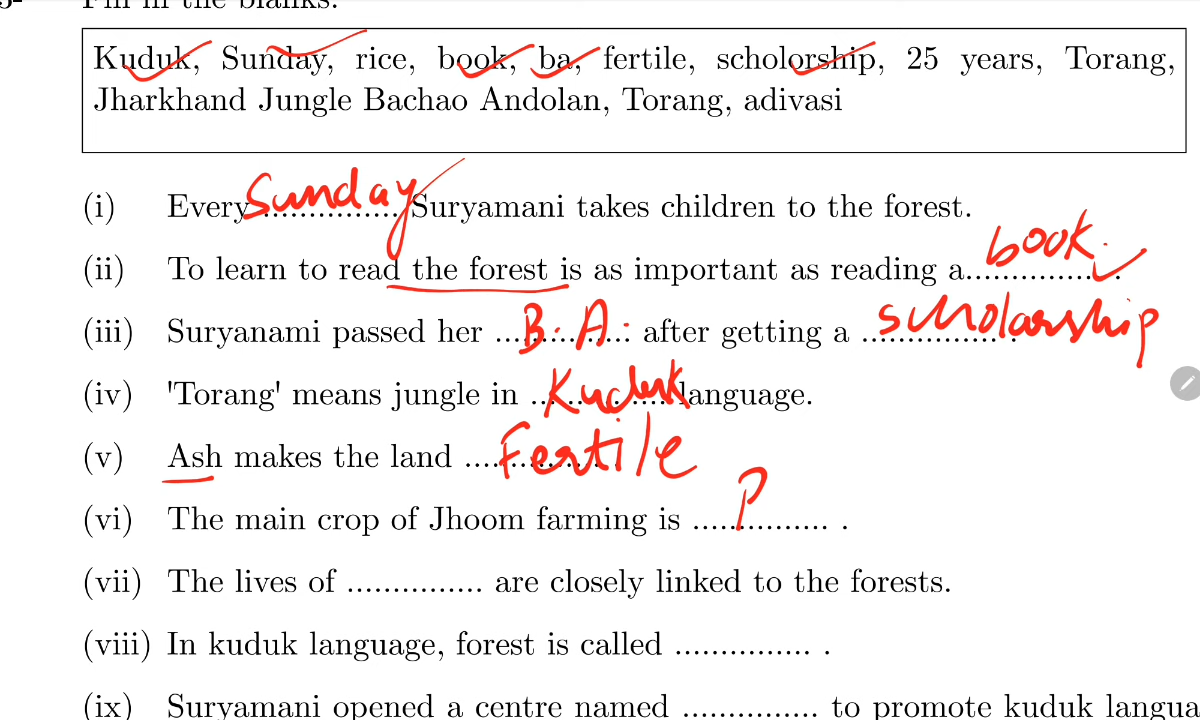 Fill in the blanks.
Kuduk, Sunday, rice, book, ba, fertile, scholorship, 25 years, Torang,
Jharkhand Jungle Bachao Andolan, Torang, adivasi
(i) Every Sunday Suryamani takes children to the forest.
(ii) To learn to read the forest is as important as reading a book.
(iii) Suryanami passed her B.A. after getting a scholarship
(iv) 'Torang' means jungle in Kuduk language.
(v) Ash makes the land Fertile
(vi) The main crop of Jhoom farming is ............... .
(vii) The lives of ............... are closely linked to the forests.
(viii) In kuduk language, forest is called ............... .
(ix) Suryamani opened a centre named ............... to promote kuduk langua